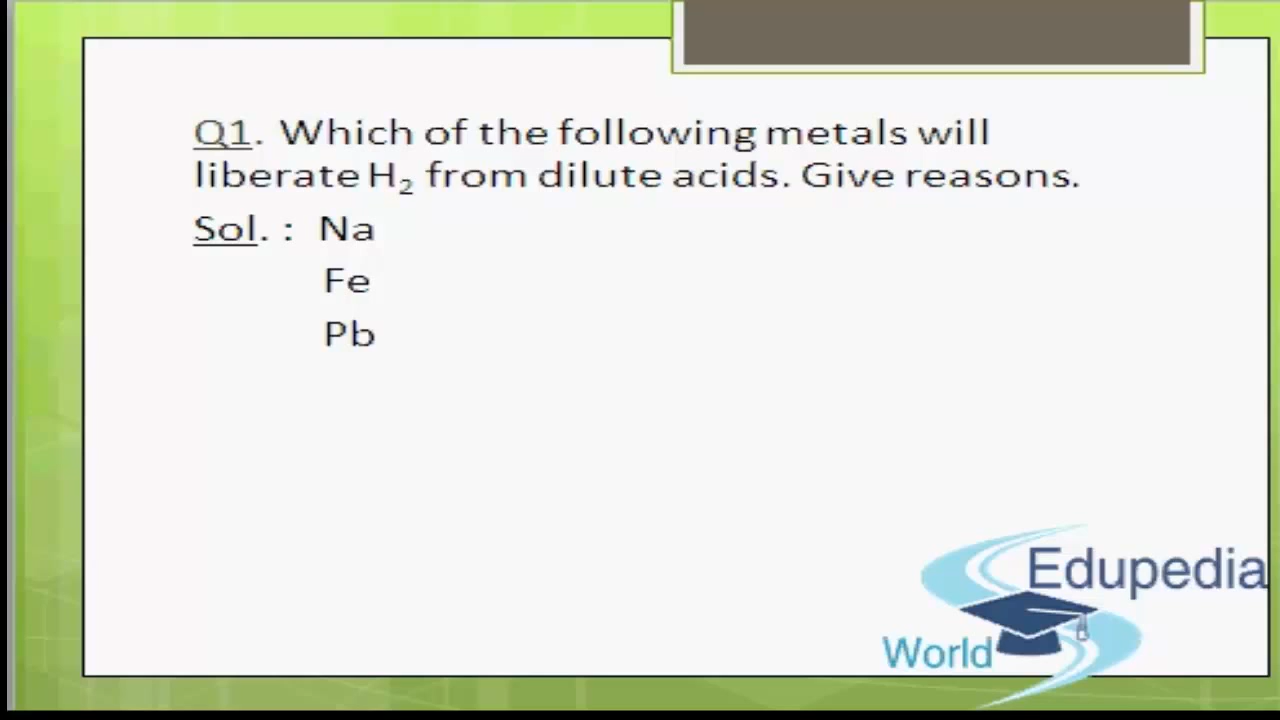 Q1. Which of the following metals will
liberate H₂ from dilute acids. Give reasons.
Sol. : Na
Fe
Pb
Edupedia
World